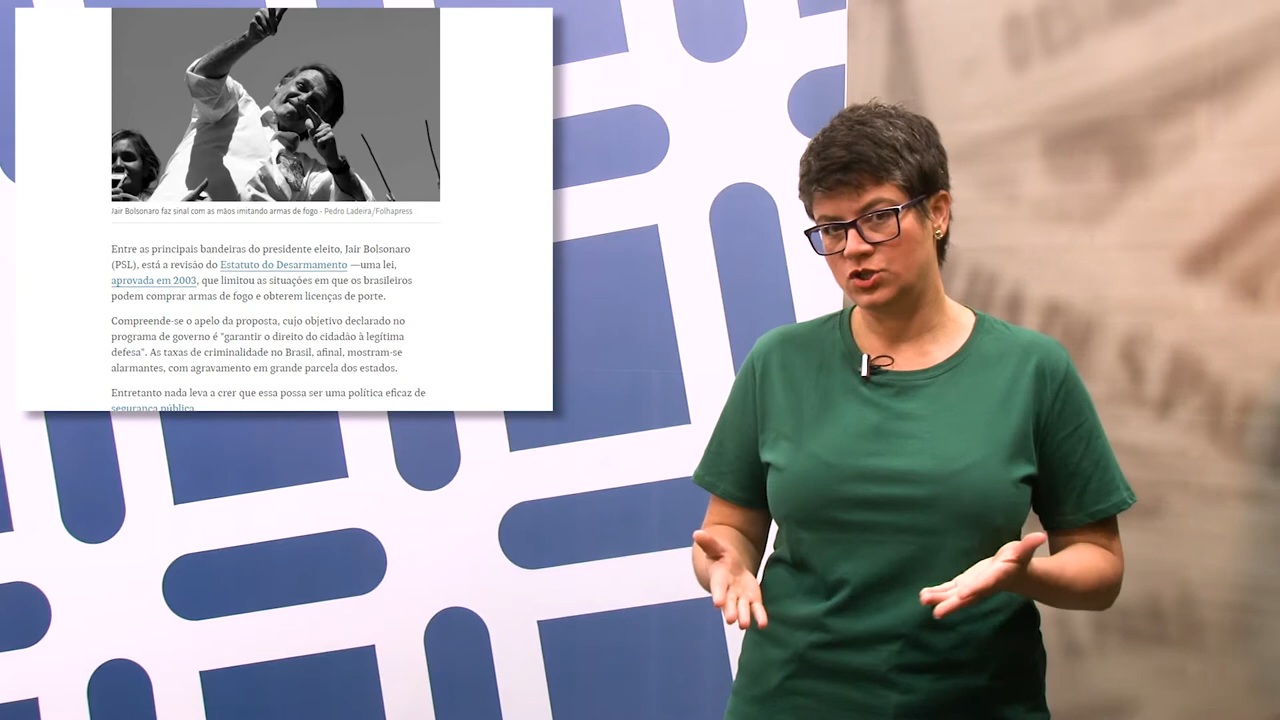 Jair Bolsonaro faz sinal com as mãos imitando armas de fogo - Pedro Ladeira/Folhapress
Entre as principais bandeiras do presidente eleito, Jair Bolsonaro
(PSL), está a revisão do Estatuto do Desarmamento —uma lei,
aprovada em 2003, que limitou as situações em que os brasileiros
podem comprar armas de fogo e obterem licenças de porte.
Compreende-se o apelo da proposta, cujo objetivo declarado no
programa de governo é "garantir o direito do cidadão à legítima
defesa". As taxas de criminalidade no Brasil, afinal, mostram-se
alarmantes, com agravamento em grande parcela dos estados.
Entretanto nada leva a crer que essa possa ser uma política eficaz de
segurança pública